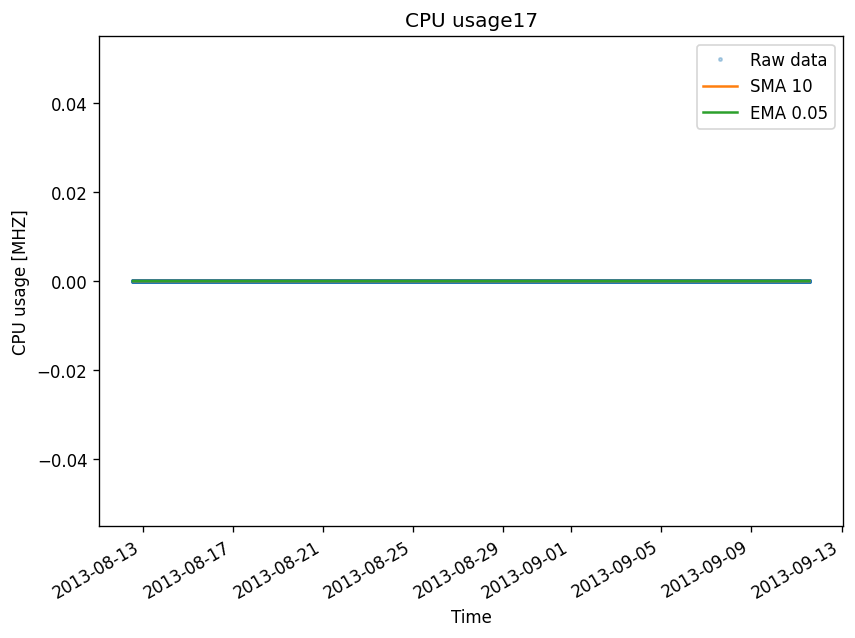 CPU usage17
Raw data
SMA 10
EMA 0.05
0.04
0.02
0.00
−0.02
−0.04
CPU usage [MHZ]
2013-08-13
2013-08-17
2013-08-21
2013-08-25
2013-08-29
2013-09-01
2013-09-05
2013-09-09
2013-09-13
Time